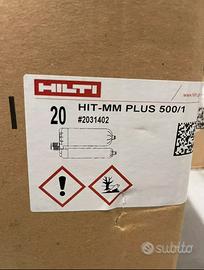 HILTI
20 HIT-MM PLUS 500/1
#2031402
subito